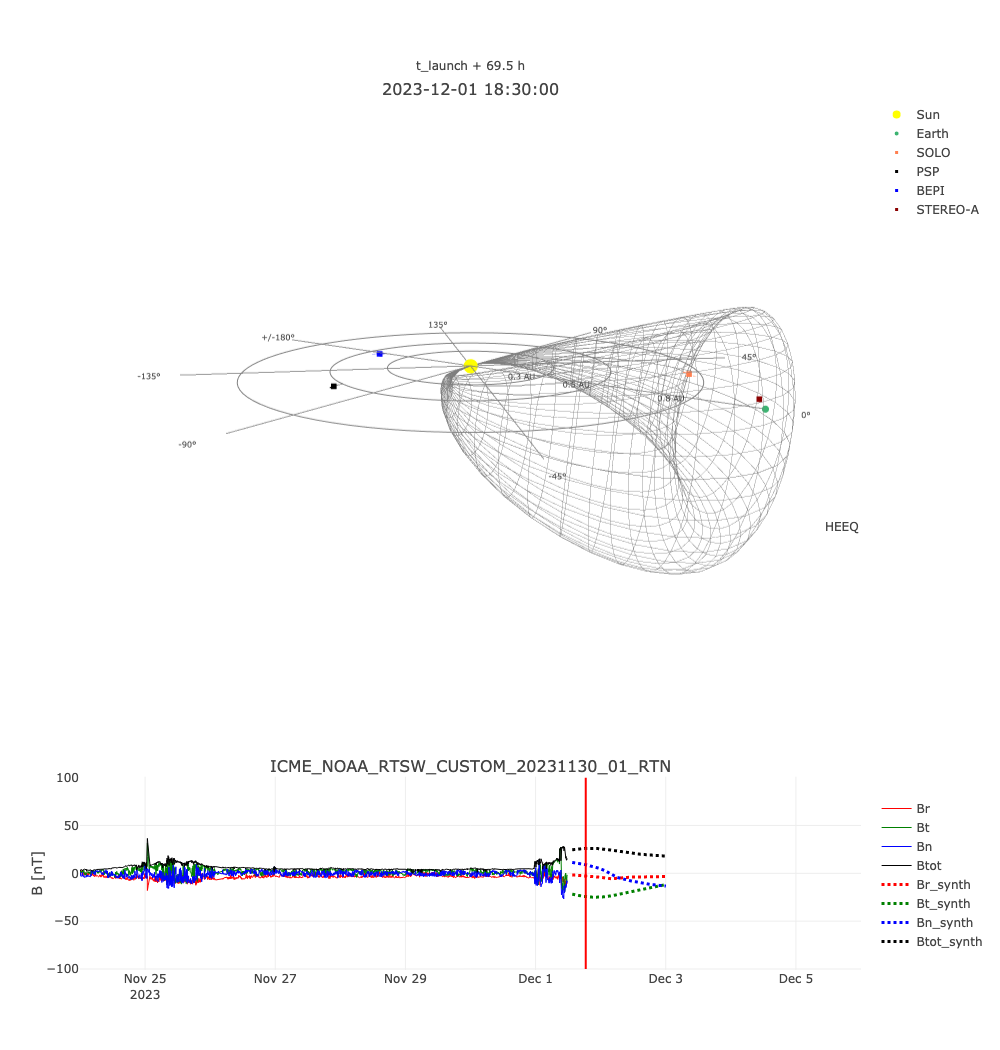 t_launch + 69.5 h
2023-12-01 18:30:00
Sun
Earth
SOLO
PSP
BEPI
STEREO-A
135°
90°
+/-180°
45°
-135°
0.3 AU
0.5 AU
0.8 AU
0°
-90°
-45°
HEEQ
ICME_NOAA_RTSW_CUSTOM_20231130_01_RTN
B [nT]
100
50
0
−50
−100
Nov 25
2023
Nov 27
Nov 29
Dec 1
Dec 3
Dec 5
Br
Bt
Bn
Btot
Br_synth
Bt_synth
Bn_synth
Btot_synth